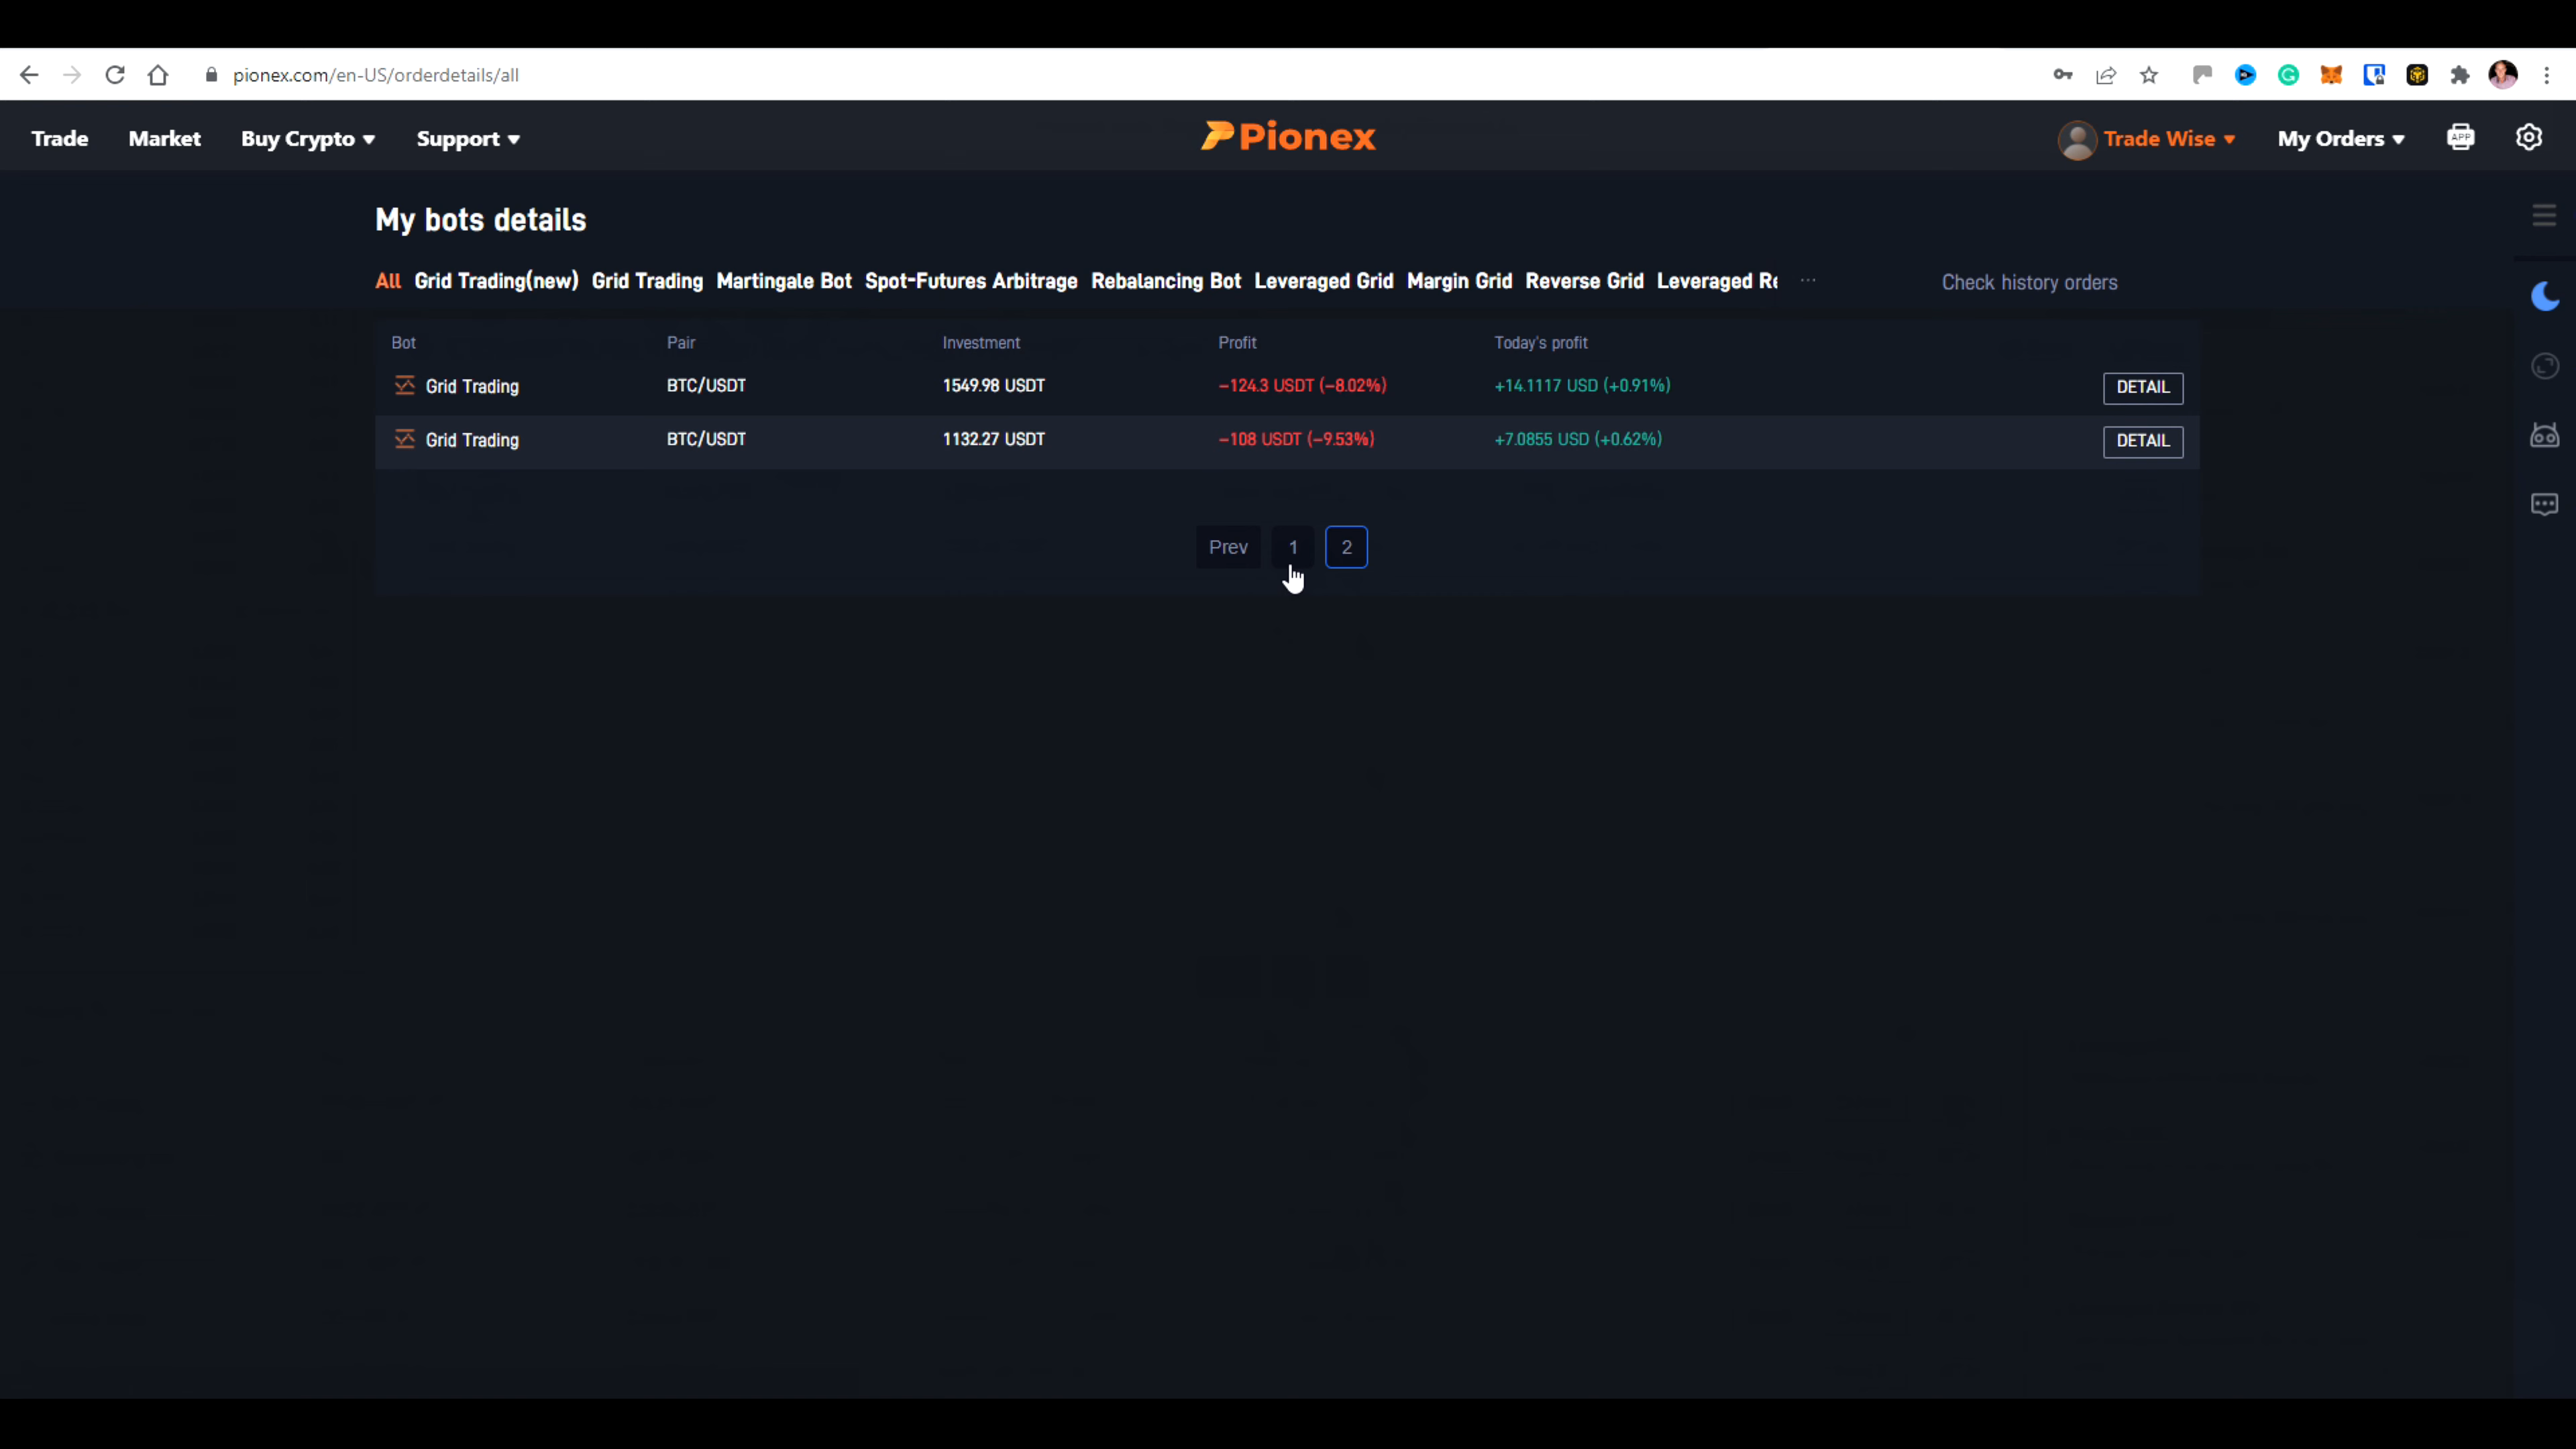 pionex.com/en-US/orderdetails/all
Trade Market Buy Crypto Support Pionex Trade Wise My Orders APP
My bots details
All Grid Trading(new) Grid Trading Martingale Bot Spot-Futures Arbitrage Rebalancing Bot Leveraged Grid Margin Grid Reverse Grid Leveraged Re ... Check history orders
Bot Pair Investment Profit Today's profit
Grid Trading BTC/USDT 1549.98 USDT -124.3 USDT (-8.02%) +14.1117 USD (+0.91%) DETAIL
Grid Trading BTC/USDT 1132.27 USDT -108 USDT (-9.53%) +7.0855 USD (+0.62%) DETAIL
Prev 1 2